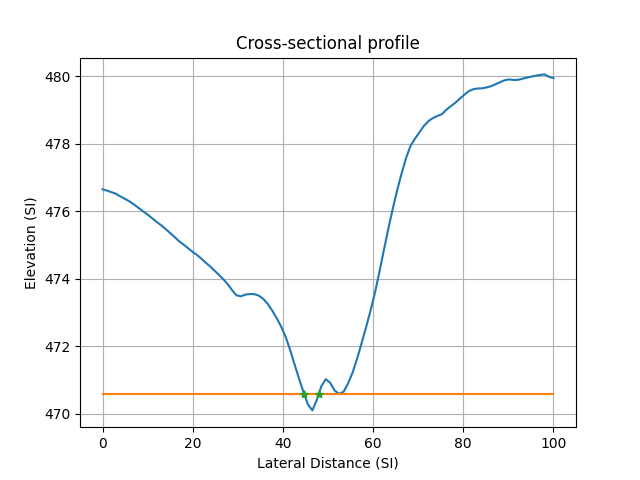 Cross-sectional profile
Elevation (SI)
480
478
476
474
472
470
0 20 40 60 80 100
Lateral Distance (SI)